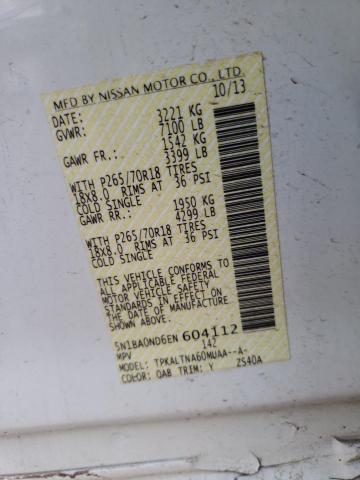 MFD BY NISSAN MOTOR CO., LTD.
DATE: 10/13
GVWR: 3221 KG
7100 LB
GAWR FR.: 1542 KG
3399 LB
WITH P265/70R18 TIRES
18X8.0 RIMS AT 36 PSI
COLD SINGLE
GAWR RR.: 1950 KG
4299 LB
WITH P265/70R18 TIRES
18X8.0 RIMS AT 36 PSI
COLD SINGLE
THIS VEHICLE CONFORMS TO
ALL APPLICABLE FEDERAL
MOTOR VEHICLE SAFETY
STANDARDS IN EFFECT ON
THE DATE OF MANUFACTURE
SHOWN ABOVE.
5N1BA0ND6EN 604112
MPV 142
MODEL: TPKALTNA60MUAA--A-
COLOR: QAB TRIM: Y ZS40A